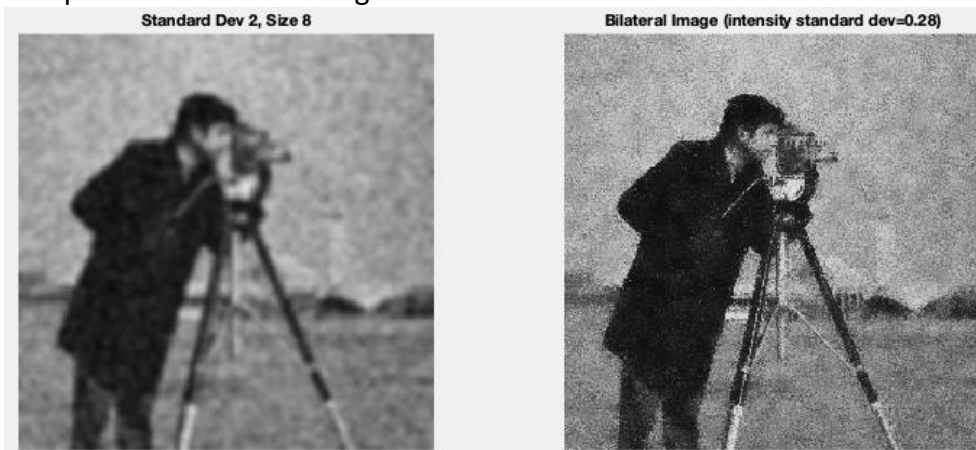 Standard Dev 2, Size 8
Bilateral Image (intensity standard dev=0.28)